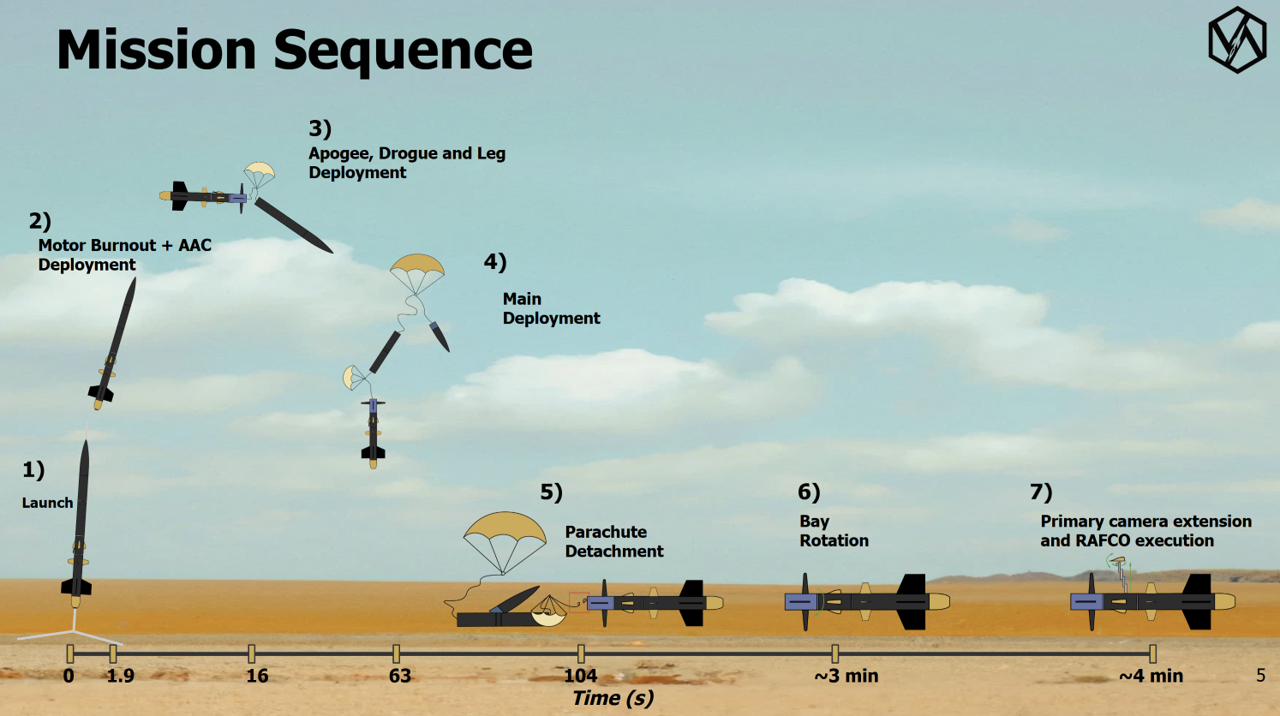 Mission Sequence
3)
Apogee, Drogue and Leg
Deployment
2)
Motor Burnout + AAC
Deployment
4)
Main
Deployment
1)
Launch
5)
Parachute
Detachment
6)
Bay
Rotation
7)
Primary camera extension
and RAFCO execution
0
1.9
16
63
104
~3 min
~4 min
5
Time (s)